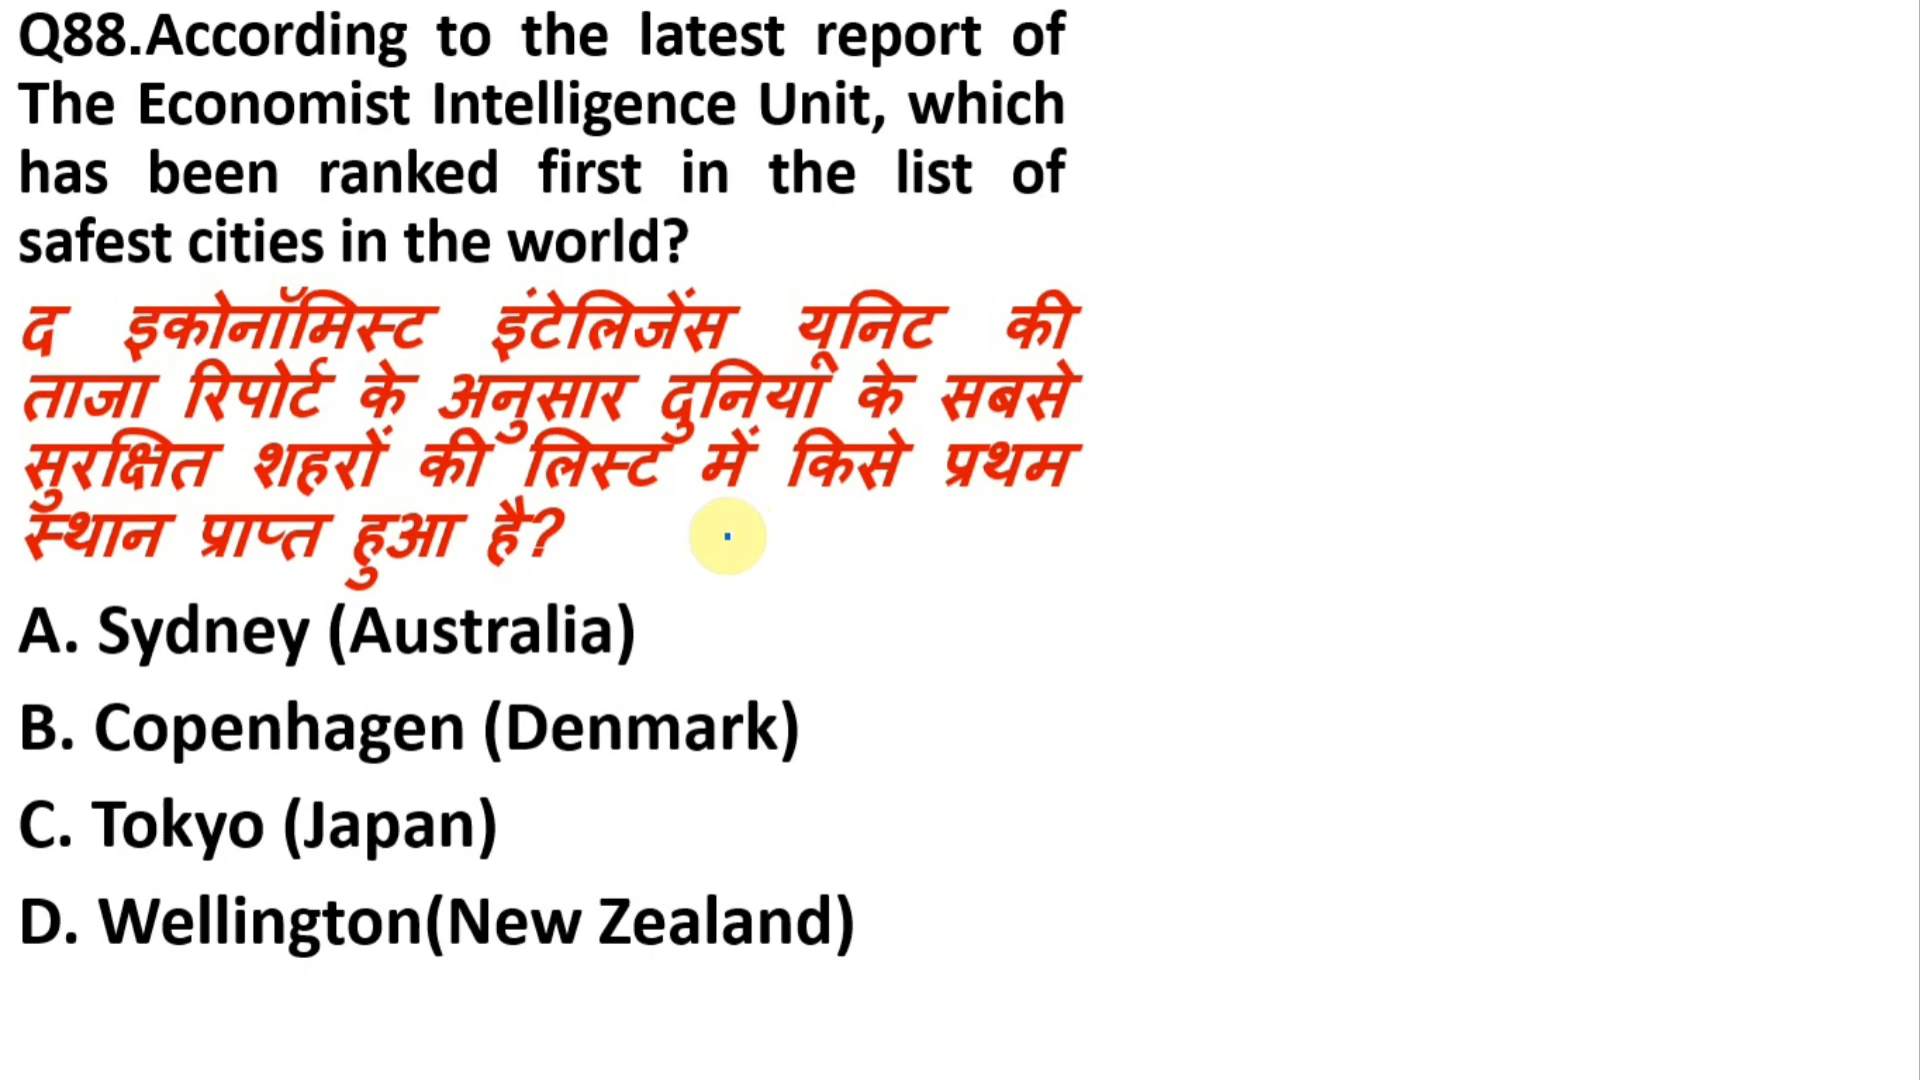 Q88.According to the latest report of
The Economist Intelligence Unit, which
has been ranked first in the list of
safest cities in the world?
द इकोनॉमिस्ट इंटेलिजेंस यूनिट की
ताजा रिपोर्ट के अनुसार दुनिया के सबसे
सुरक्षित शहरों की लिस्ट में किसे प्रथम
स्थान प्राप्त हुआ है?
A. Sydney (Australia)
B. Copenhagen (Denmark)
C. Tokyo (Japan)
D. Wellington(New Zealand)